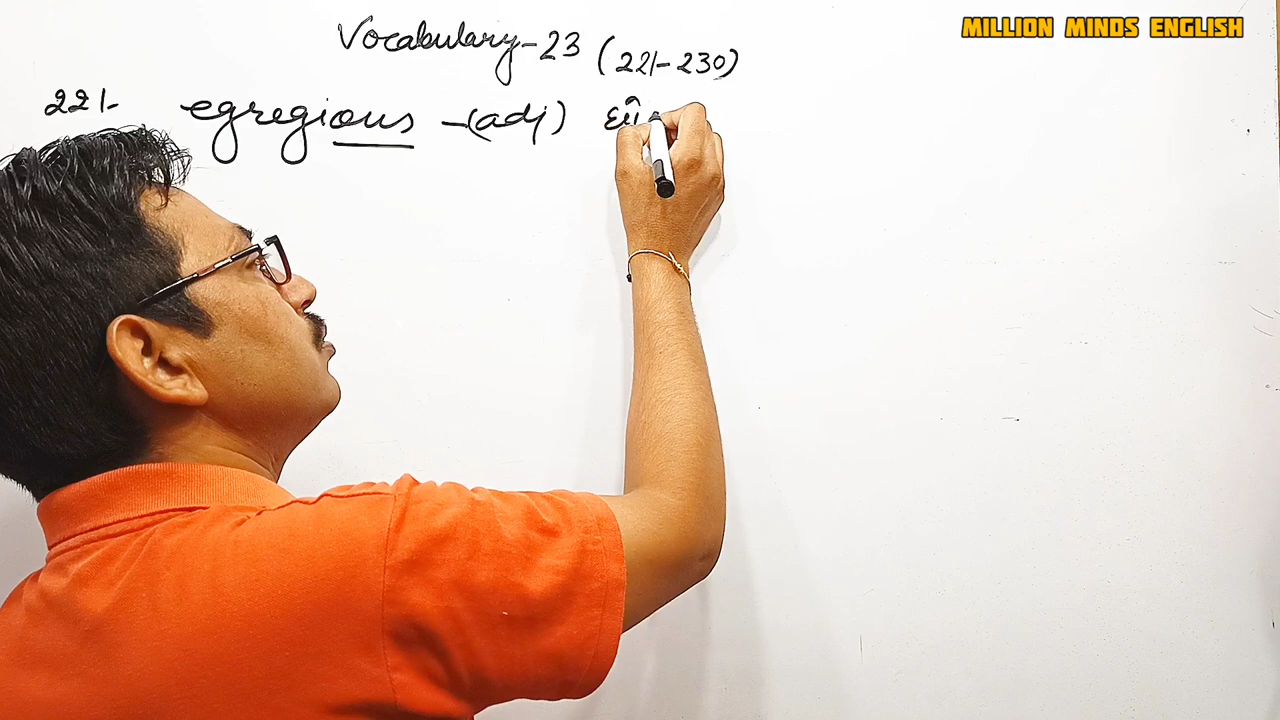 MILLION MINDS ENGLISH
Vocabulary-23 (221-230)
221- egregious -(adj)